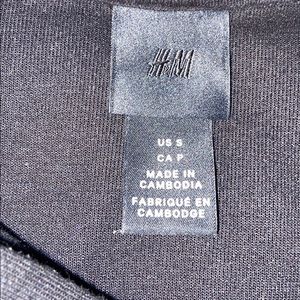 H&M
US S
CA P
MADE IN
CAMBODIA
FABRIQUÉ EN
CAMBODGE